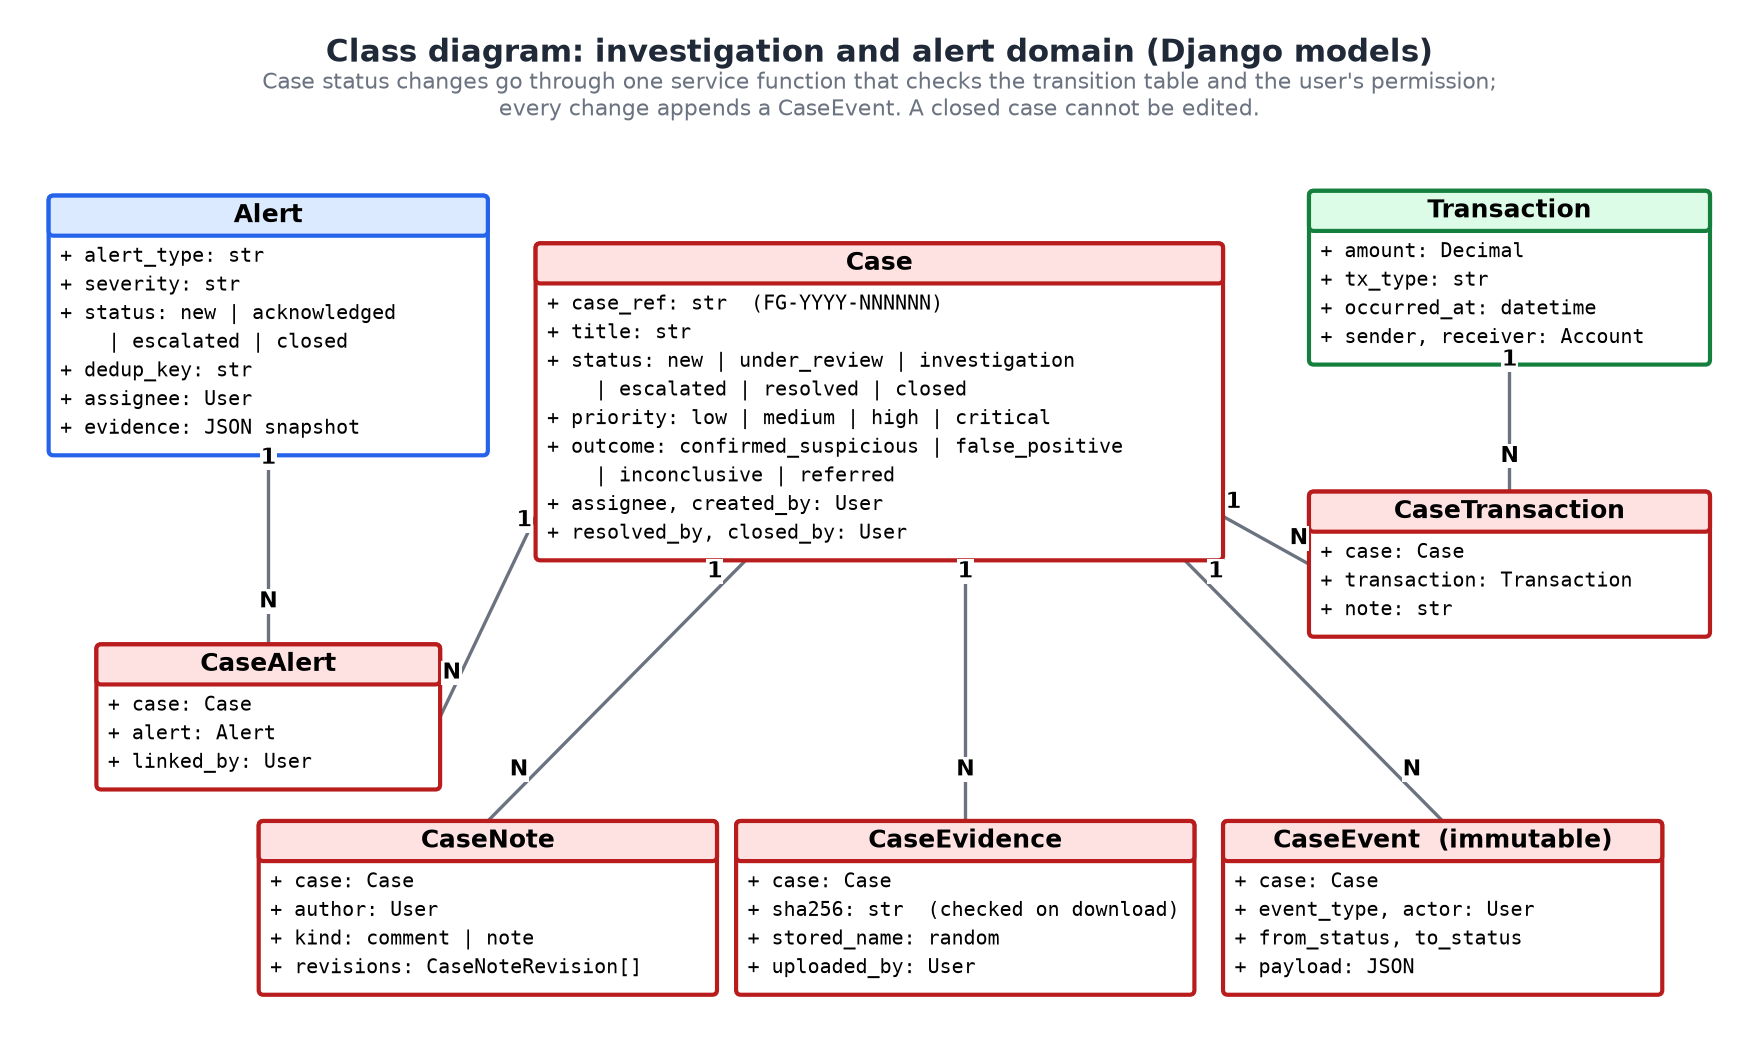 Class diagram: investigation and alert domain (Django models)
Case status changes go through one service function that checks the transition table and the user's permission;
every change appends a CaseEvent. A closed case cannot be edited.
Alert
+ alert_type: str
+ severity: str
+ status: new | acknowledged
| escalated | closed
+ dedup_key: str
+ assignee: User
+ evidence: JSON snapshot
1
N
Case
+ case_ref: str  (FG-YYYY-NNNNNN)
+ title: str
+ status: new | under_review | investigation
| escalated | resolved | closed
+ priority: low | medium | high | critical
+ outcome: confirmed_suspicious | false_positive
| inconclusive | referred
+ assignee, created_by: User
+ resolved_by, closed_by: User
Transaction
+ amount: Decimal
+ tx_type: str
+ occurred_at: datetime
+ sender, receiver: Account
1
N
1
N
CaseTransaction
+ case: Case
+ transaction: Transaction
+ note: str
1
N
CaseAlert
+ case: Case
+ alert: Alert
+ linked_by: User
1
1
1
N
N
N
CaseNote
+ case: Case
+ author: User
+ kind: comment | note
+ revisions: CaseNoteRevision[]
CaseEvidence
+ case: Case
+ sha256: str  (checked on download)
+ stored_name: random
+ uploaded_by: User
CaseEvent  (immutable)
+ case: Case
+ event_type, actor: User
+ from_status, to_status
+ payload: JSON